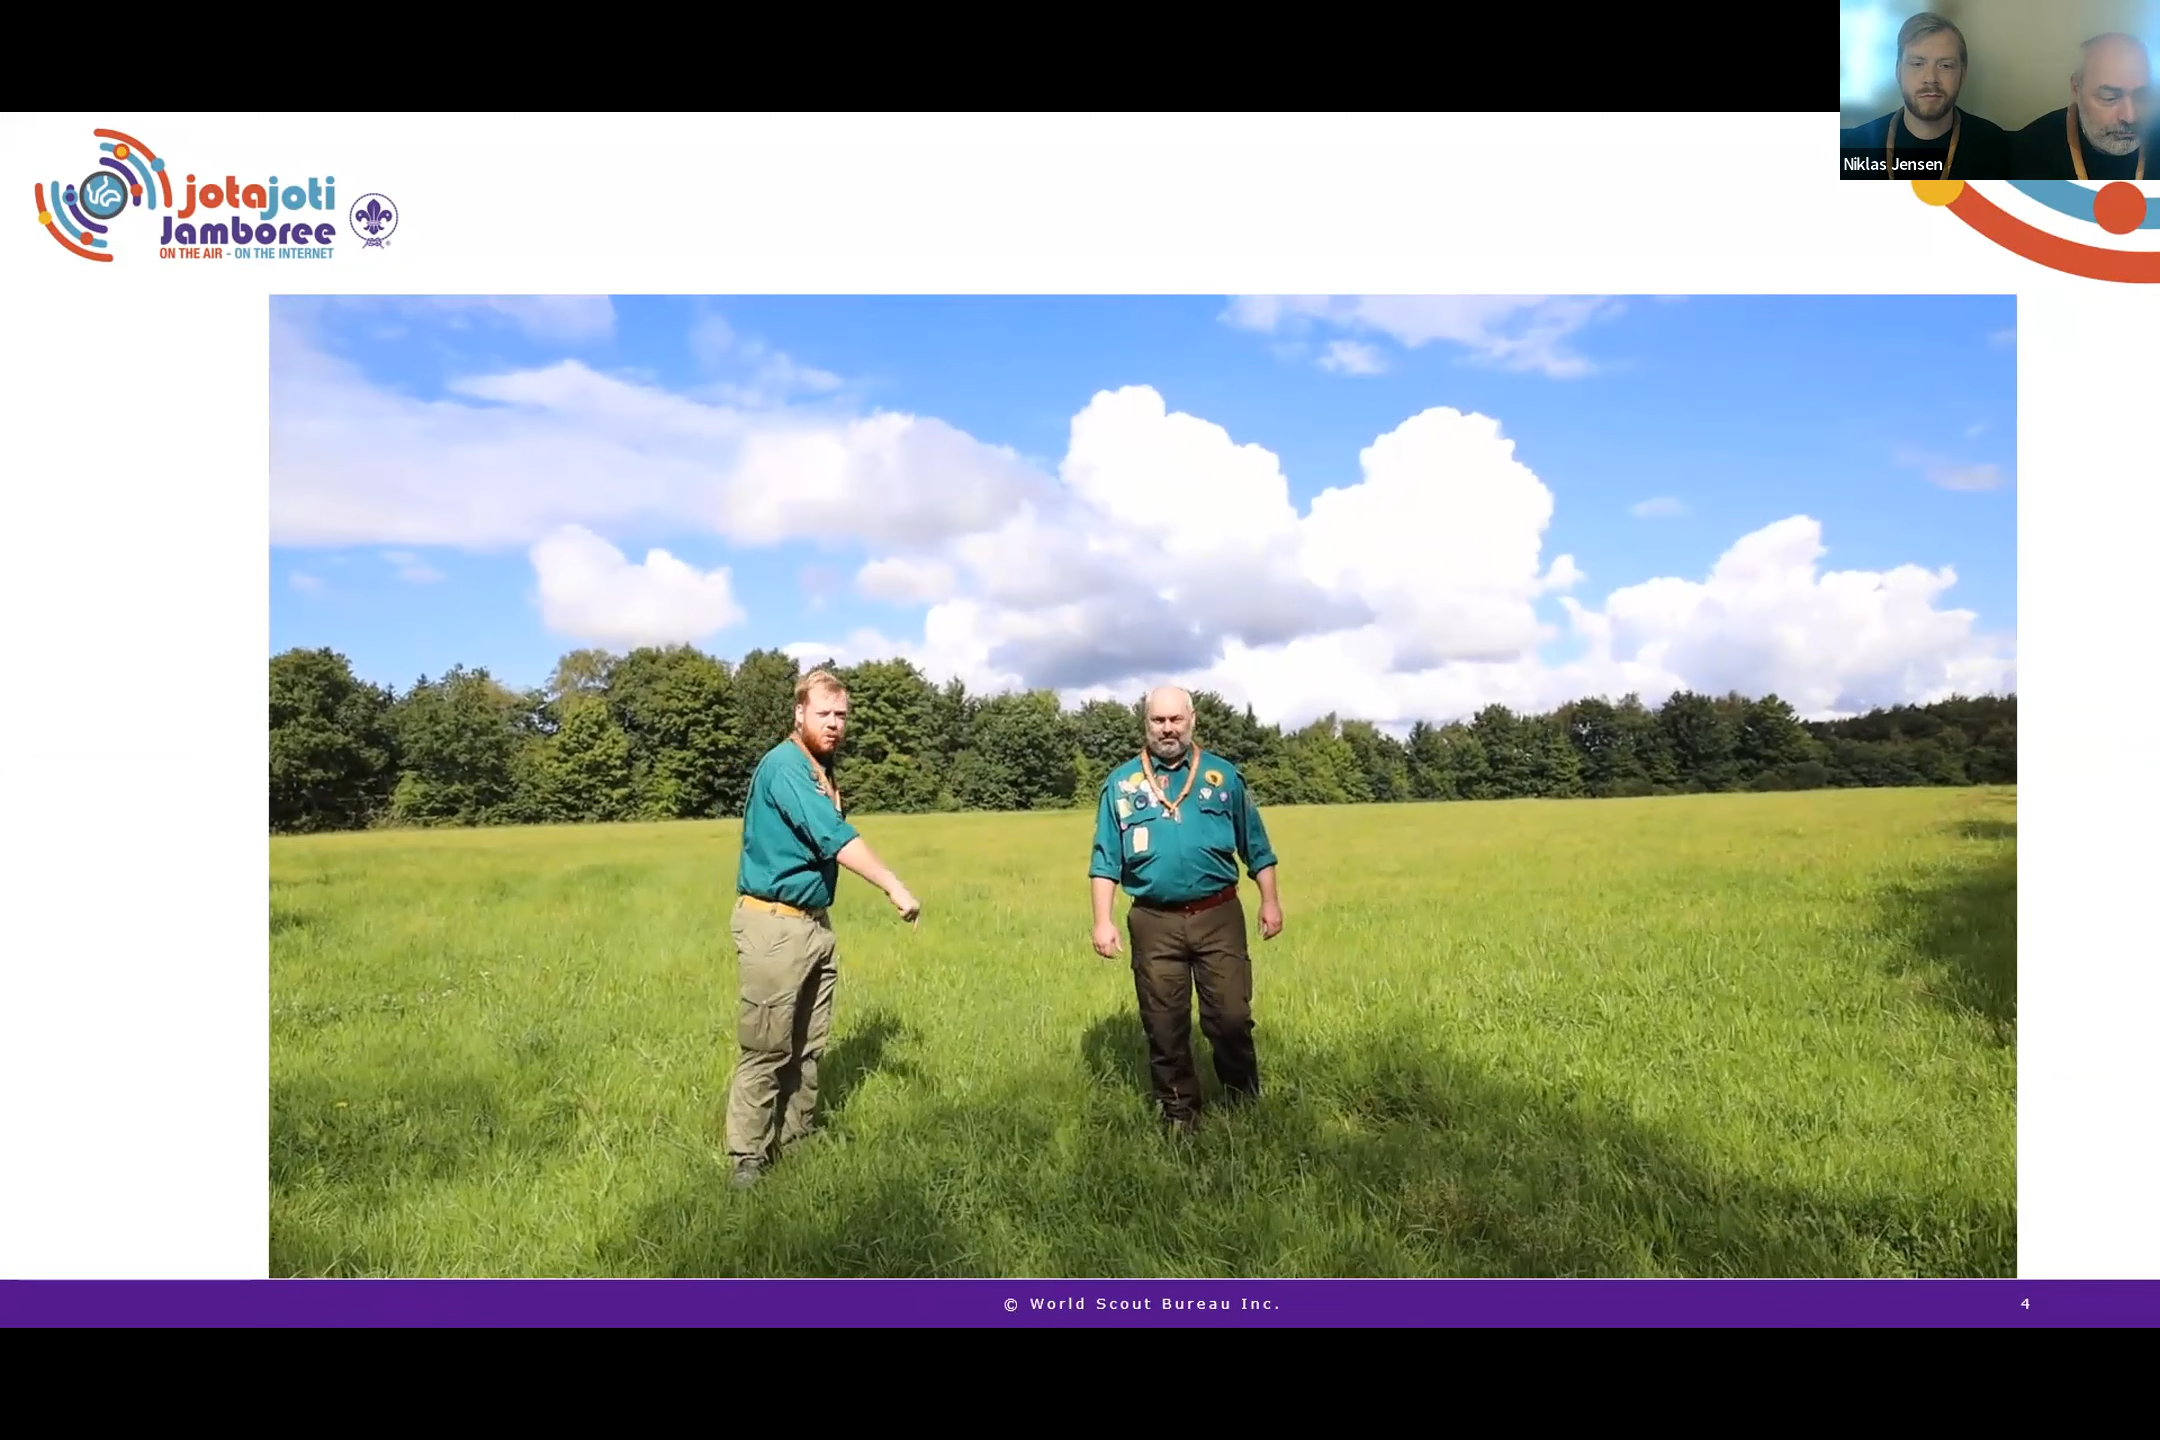 Niklas Jensen
jotajoti
Jamboree
ON THE AIR - ON THE INTERNET
© World Scout Bureau Inc.
4